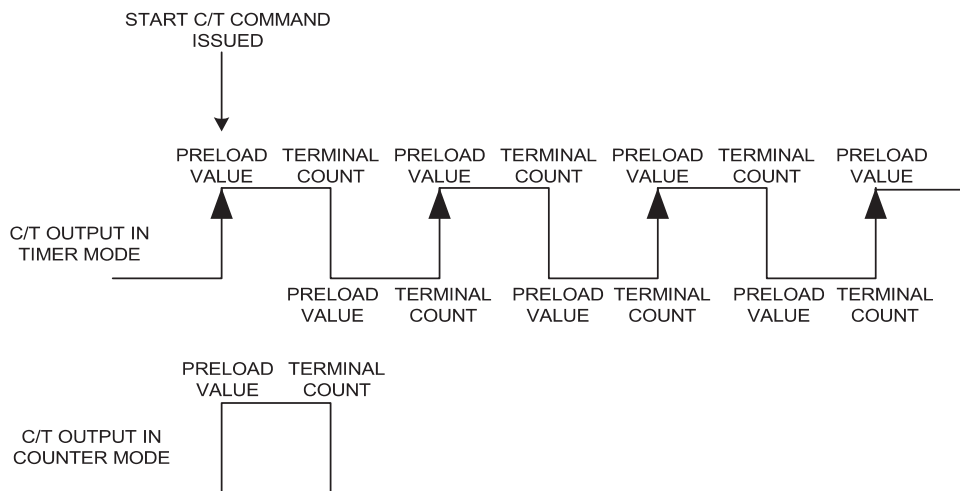 START C/T COMMAND
ISSUED
PRELOAD VALUE
TERMINAL COUNT
PRELOAD VALUE
TERMINAL COUNT
PRELOAD VALUE
TERMINAL COUNT
PRELOAD VALUE
C/T OUTPUT IN
TIMER MODE
PRELOAD VALUE
TERMINAL COUNT
PRELOAD VALUE
TERMINAL COUNT
PRELOAD VALUE
TERMINAL COUNT
PRELOAD VALUE
TERMINAL COUNT
C/T OUTPUT IN
COUNTER MODE